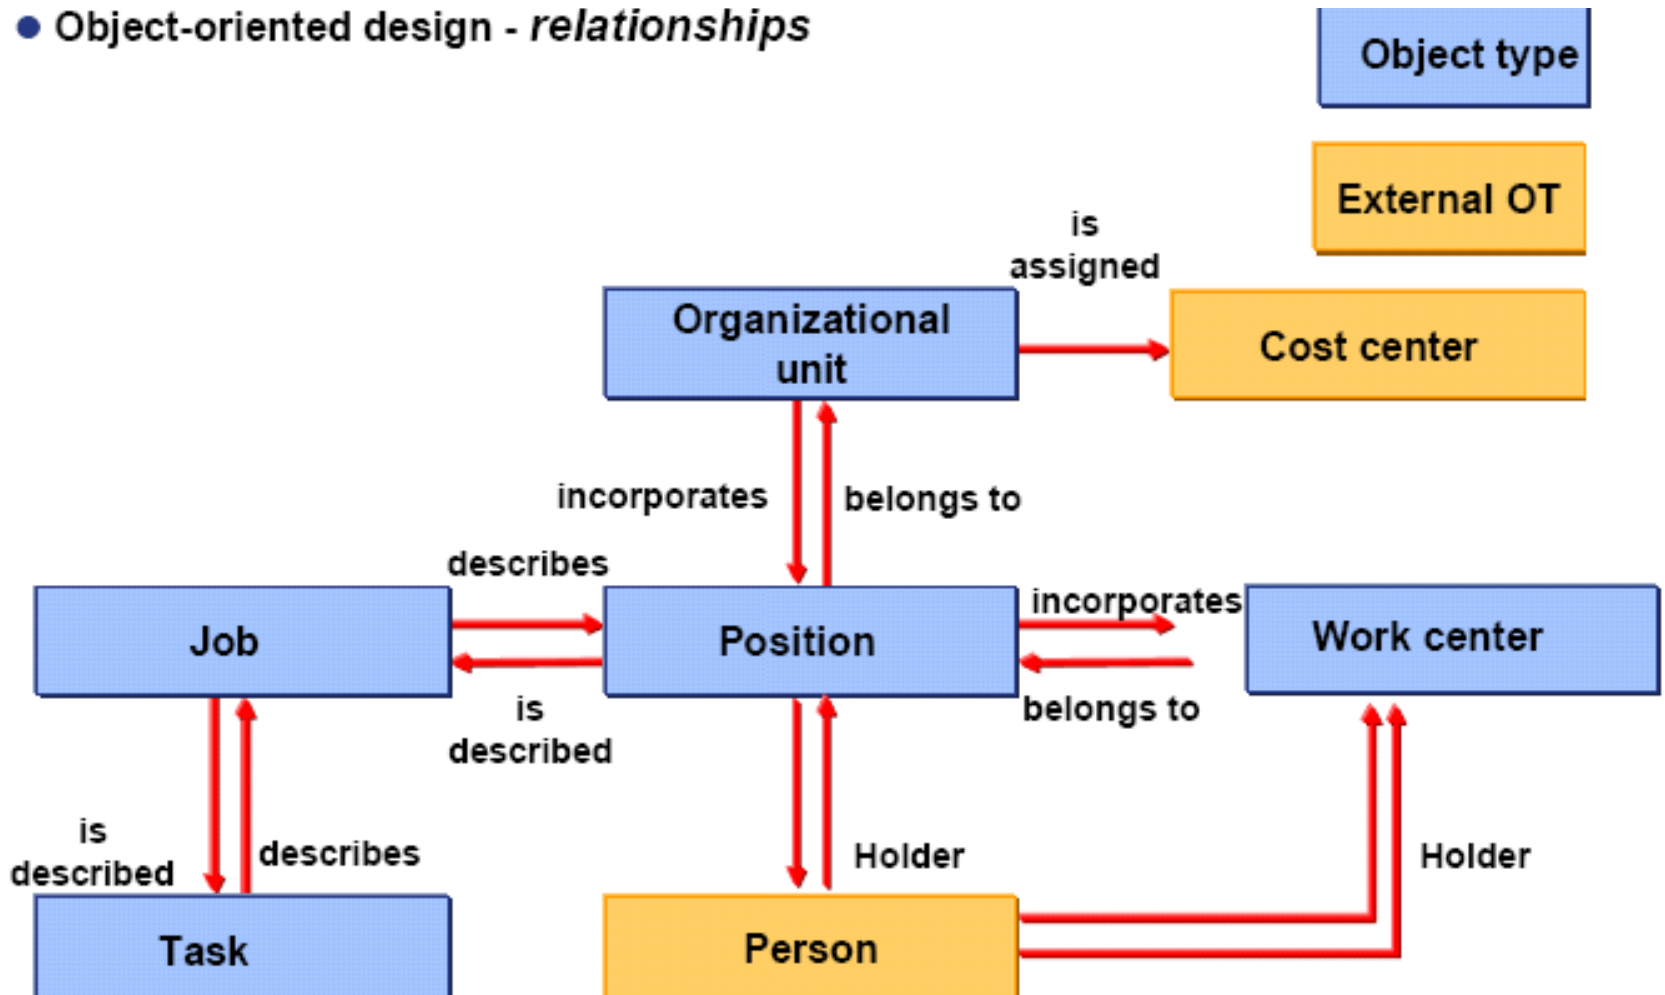 Object-oriented design - relationships
Object type
External OT
is
assigned
Organizational
unit
Cost center
incorporates
belongs to
describes
incorporates
Job
Position
Work center
is
described
belongs to
is
described
describes
Holder
Holder
Task
Person